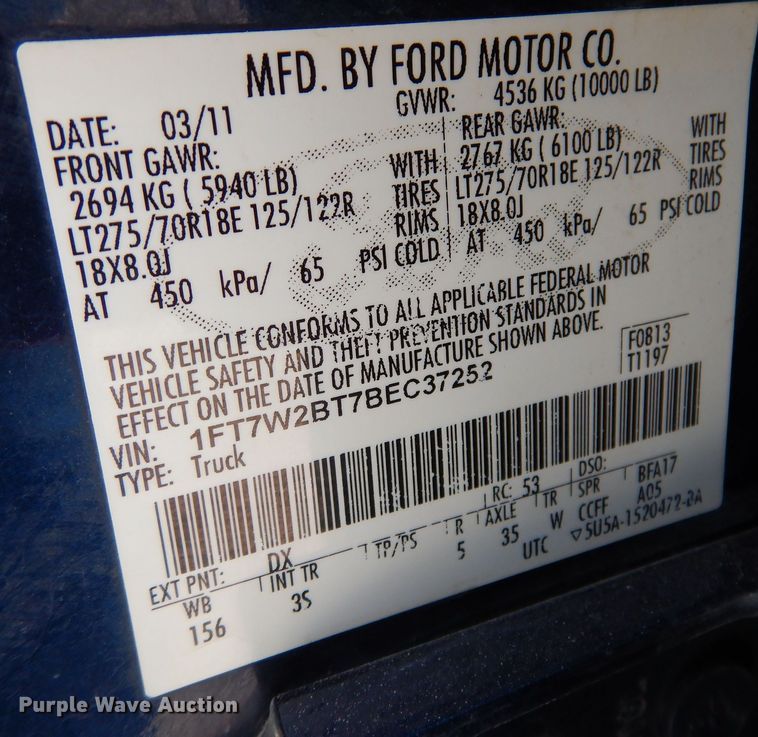 MFD. BY FORD MOTOR CO.
DATE: 03/11 GVWR: 4536 KG (10000 LB)
FRONT GAWR: REAR GAWR:
2694 KG ( 5940 LB) WITH 2767 KG ( 6100 LB) WITH
LT275/70R18E 125/122R TIRES LT275/70R18E 125/122R TIRES
18X8.0J RIMS 18X8.0J RIMS
AT 450 kPa/ 65 PSI COLD AT 450 kPa/ 65 PSI COLD
THIS VEHICLE CONFORMS TO ALL APPLICABLE FEDERAL MOTOR
VEHICLE SAFETY AND THEFT PREVENTION STANDARDS IN
EFFECT ON THE DATE OF MANUFACTURE SHOWN ABOVE.
F0813
T1197
VIN: 1FT7W2BT7BEC37252
TYPE: Truck
EXT PNT: DX RC: 53 DSO:
WB INT TR TP/PS R AXLE TR SPR BFA17
156 3S 5 35 W CCFF A05
UTC ▽5U5A-1520472-BA
Purple Wave Auction